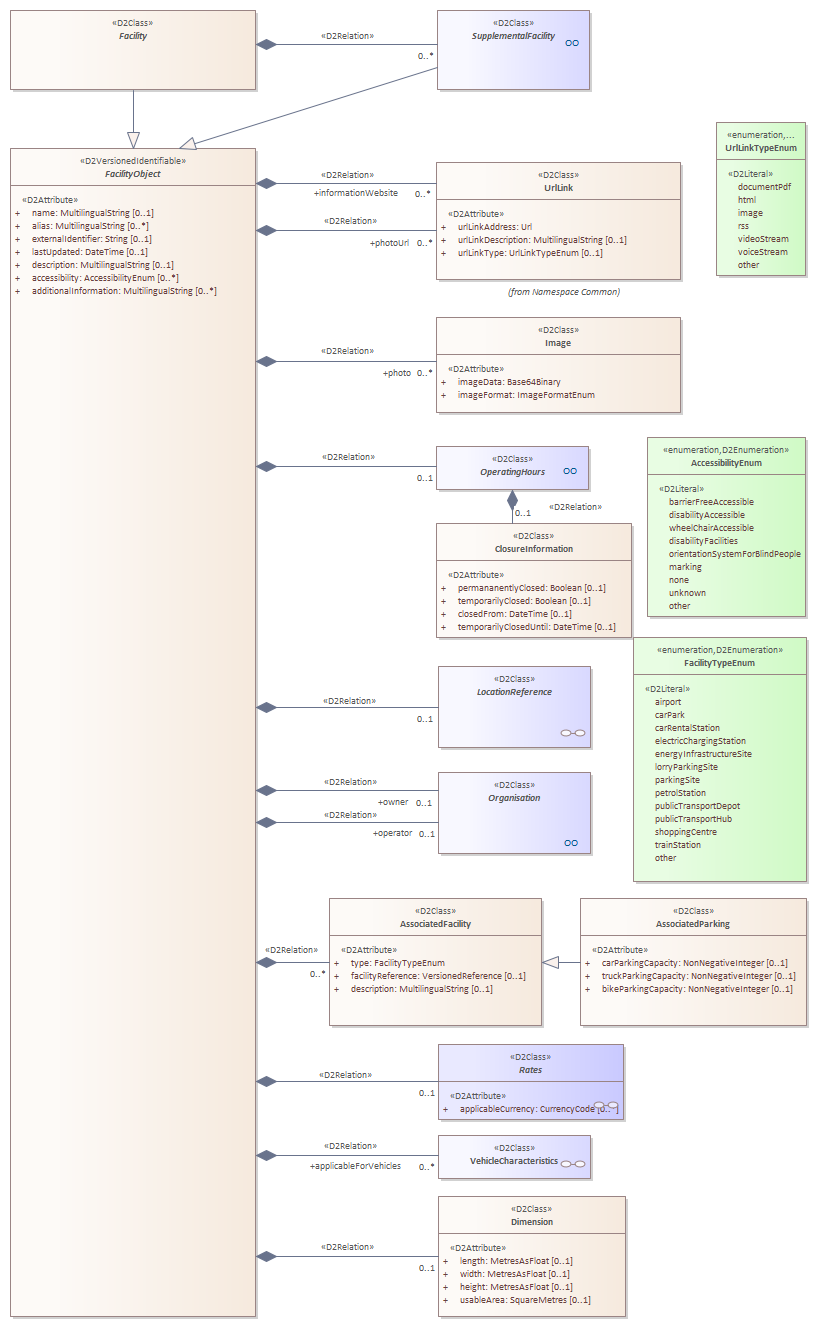 «D2Class»
Facility
«D2Relation»
0..*
«D2Class»
SupplementalFacility
«D2VersionedIdentifiable»
FacilityObject
«D2Attribute»
+ name: MultilingualString [0..1]
+ alias: MultilingualString [0..*]
+ externalIdentifier: String [0..1]
+ lastUpdated: DateTime [0..1]
+ description: MultilingualString [0..1]
+ accessibility: AccessibilityEnum [0..*]
+ additionalInformation: MultilingualString [0..*]
«D2Relation»
+informationWebsite 0..*
«D2Relation»
+photoUrl 0..*
«D2Class»
UrlLink
«D2Attribute»
+ urlLinkAddress: Url
+ urlLinkDescription: MultilingualString [0..1]
+ urlLinkType: UrlLinkTypeEnum [0..1]
(from Namespace Common)
«enumeration,...
UrlLinkTypeEnum
«D2Literal»
documentPdf
html
image
rss
videoStream
voiceStream
other
«D2Relation»
+photo 0..*
«D2Class»
Image
«D2Attribute»
+ imageData: Base64Binary
+ imageFormat: ImageFormatEnum
«D2Relation»
0..1
«D2Class»
OperatingHours
0..1
«D2Relation»
«D2Class»
ClosureInformation
«D2Attribute»
+ permananentlyClosed: Boolean [0..1]
+ temporarilyClosed: Boolean [0..1]
+ closedFrom: DateTime [0..1]
+ temporarilyClosedUntil: DateTime [0..1]
«enumeration,D2Enumeration»
AccessibilityEnum
«D2Literal»
barrierFreeAccessible
disabilityAccessible
wheelChairAccessible
disabilityFacilities
orientationSystemForBlindPeople
marking
none
unknown
other
«enumeration,D2Enumeration»
FacilityTypeEnum
«D2Literal»
airport
carPark
carRentalStation
electricChargingStation
energyInfrastructureSite
lorryParkingSite
parkingSite
petrolStation
publicTransportDepot
publicTransportHub
shoppingCentre
trainStation
other
«D2Relation»
0..1
«D2Class»
LocationReference
«D2Relation»
+owner 0..1
«D2Relation»
+operator 0..1
«D2Class»
Organisation
«D2Relation»
0..*
«D2Class»
AssociatedFacility
«D2Attribute»
+ type: FacilityTypeEnum
+ facilityReference: VersionedReference [0..1]
+ description: MultilingualString [0..1]
«D2Class»
AssociatedParking
«D2Attribute»
+ carParkingCapacity: NonNegativeInteger [0..1]
+ truckParkingCapacity: NonNegativeInteger [0..1]
+ bikeParkingCapacity: NonNegativeInteger [0..1]
«D2Relation»
0..1
«D2Class»
Rates
«D2Attribute»
+ applicableCurrency: CurrencyCode
«D2Relation»
+applicableForVehicles 0..*
«D2Class»
VehicleCharacteristics
«D2Relation»
0..1
«D2Class»
Dimension
«D2Attribute»
+ length: MetresAsFloat [0..1]
+ width: MetresAsFloat [0..1]
+ height: MetresAsFloat [0..1]
+ usableArea: SquareMetres [0..1]